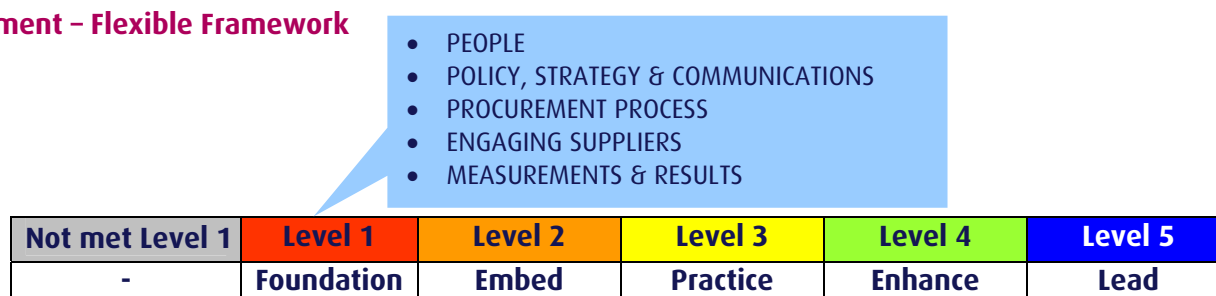 ment – Flexible Framework
• PEOPLE
• POLICY, STRATEGY & COMMUNICATIONS
• PROCUREMENT PROCESS
• ENGAGING SUPPLIERS
• MEASUREMENTS & RESULTS
Not met Level 1 Level 1 Level 2 Level 3 Level 4 Level 5
- Foundation Embed Practice Enhance Lead